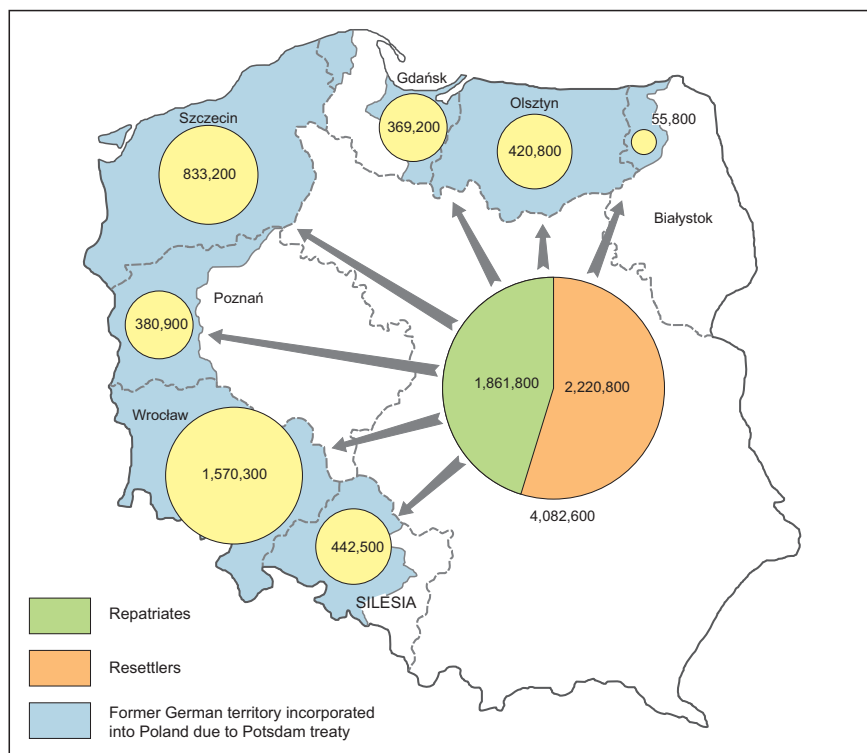 Gdańsk
Olsztyn
55,800
Szczecin
369,200
420,800
833,200
Białystok
Poznań
380,900
1,861,800
2,220,800
Wrocław
1,570,300
4,082,600
442,500
SILESIA
Repatriates
Resettlers
Former German territory incorporated
into Poland due to Potsdam treaty